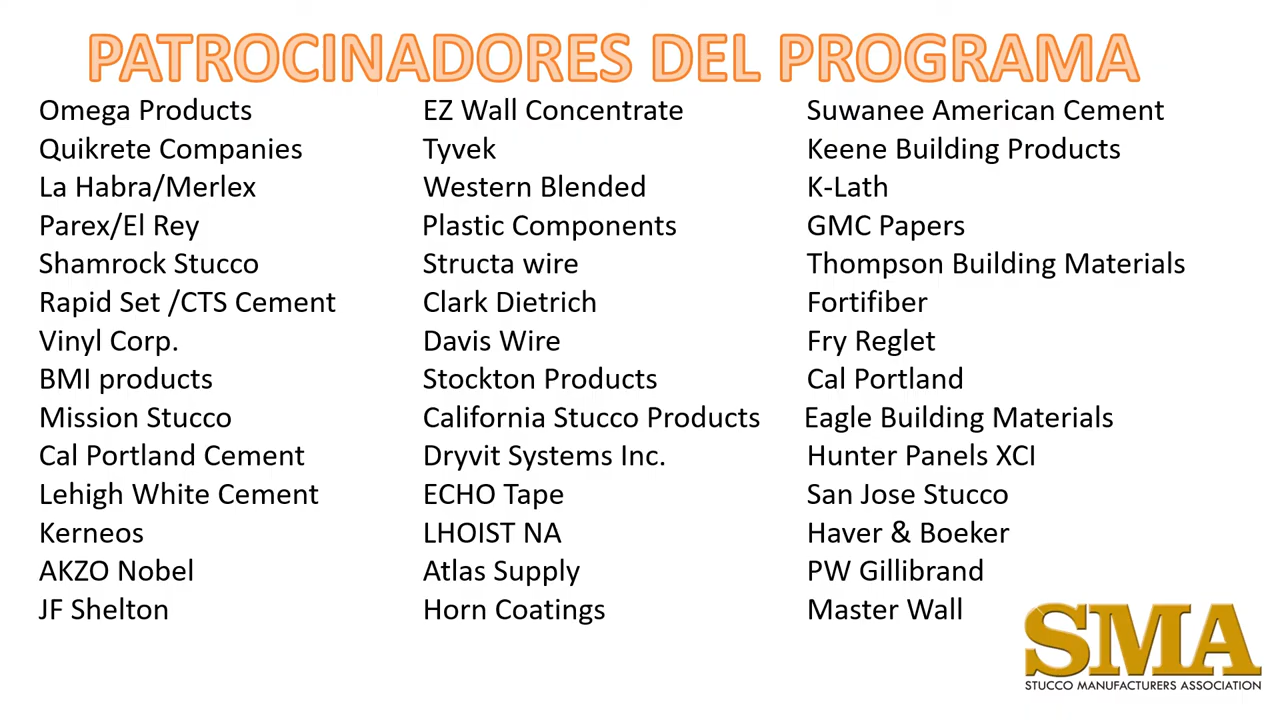 PATROCINADORES DEL PROGRAMA
Omega Products
Quikrete Companies
La Habra/Merlex
Parex/El Rey
Shamrock Stucco
Rapid Set /CTS Cement
Vinyl Corp.
BMI products
Mission Stucco
Cal Portland Cement
Lehigh White Cement
Kerneos
AKZO Nobel
JF Shelton
EZ Wall Concentrate
Tyvek
Western Blended
Plastic Components
Structa wire
Clark Dietrich
Davis Wire
Stockton Products
California Stucco Products
Dryvit Systems Inc.
ECHO Tape
LHOIST NA
Atlas Supply
Horn Coatings
Suwanee American Cement
Keene Building Products
K-Lath
GMC Papers
Thompson Building Materials
Fortifiber
Fry Reglet
Cal Portland
Eagle Building Materials
Hunter Panels XCI
San Jose Stucco
Haver & Boeker
PW Gillibrand
Master Wall
SMA
STUCCO MANUFACTURERS ASSOCIATION